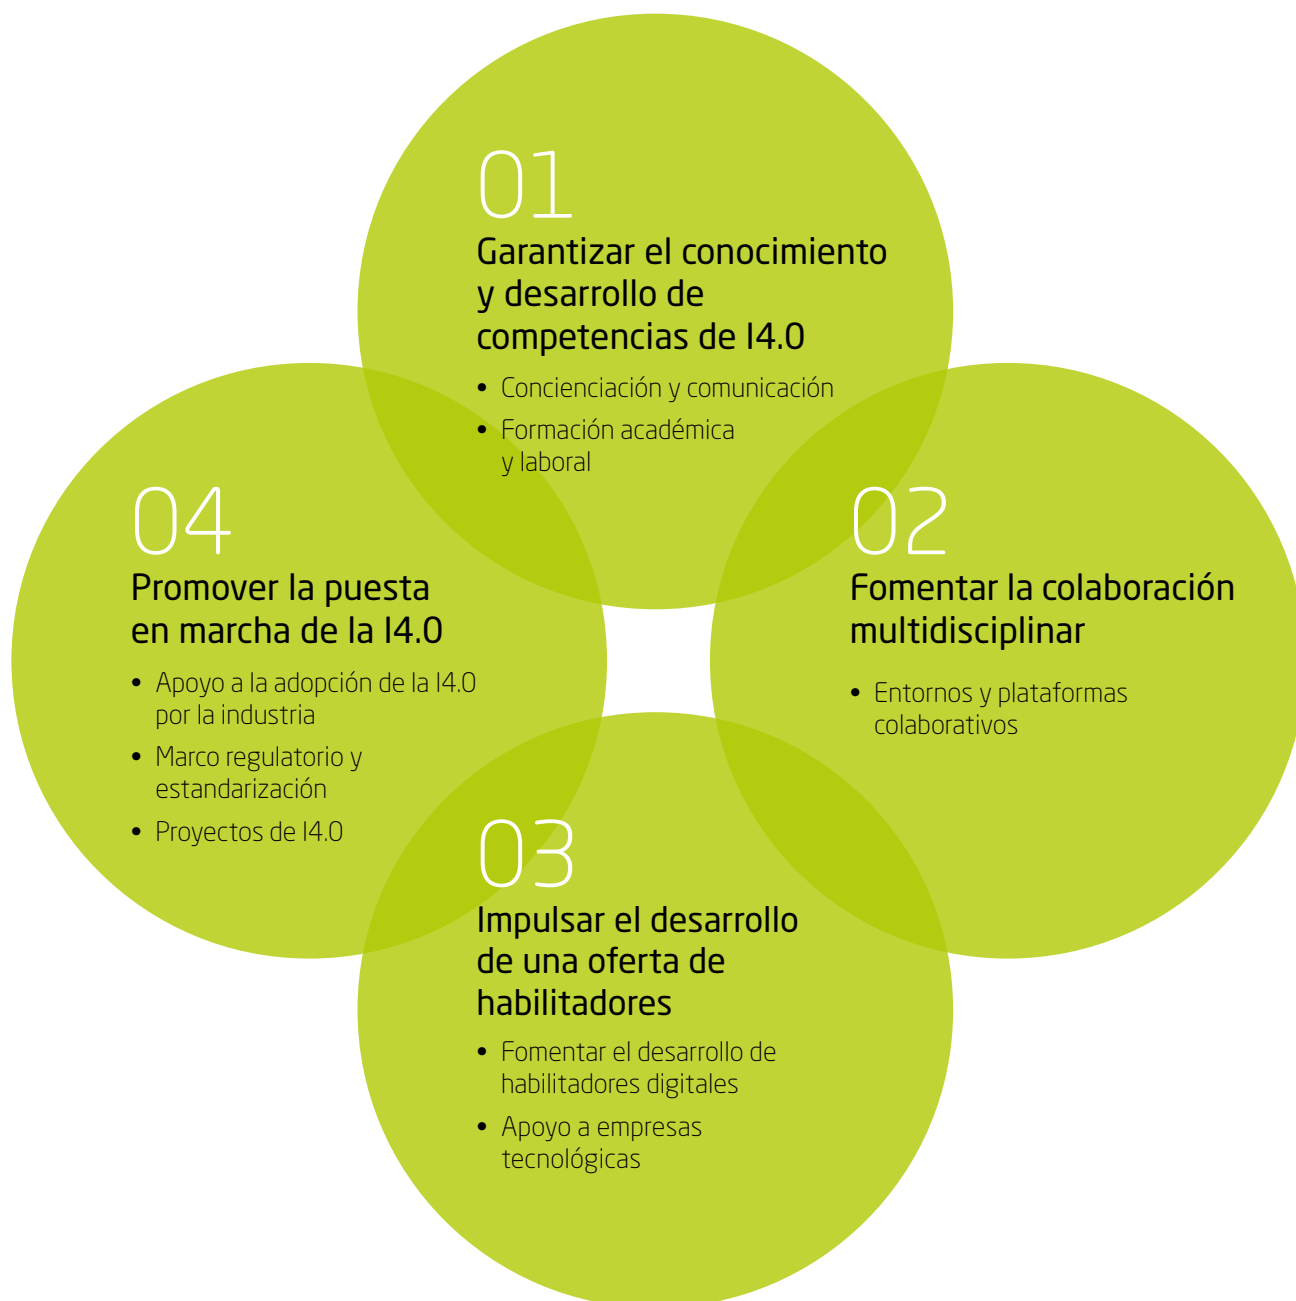 01
Garantizar el conocimiento
y desarrollo de
competencias de I4.0
• Concienciación y comunicación
• Formación académica
y laboral
02
Fomentar la colaboración
multidisciplinar
• Entornos y plataformas
colaborativos
03
Impulsar el desarrollo
de una oferta de
habilitadores
• Fomentar el desarrollo de
habilitadores digitales
• Apoyo a empresas
tecnológicas
04
Promover la puesta
en marcha de la I4.0
• Apoyo a la adopción de la I4.0
por la industria
• Marco regulatorio y
estandarización
• Proyectos de I4.0